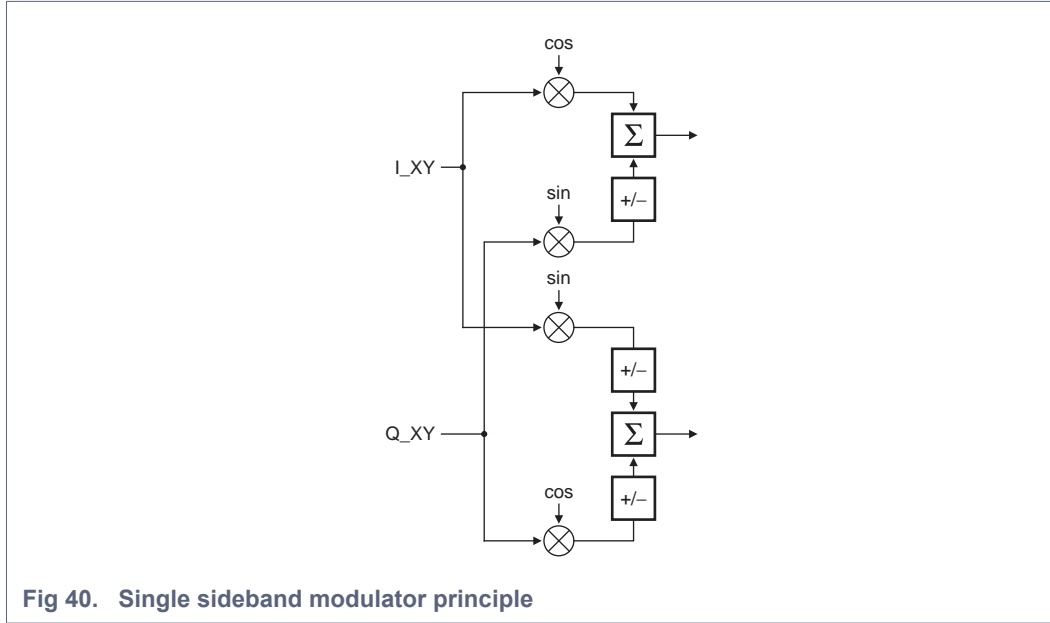 cos
Σ
I_XY
+/–
sin
sin
+/–
Q_XY
Σ
+/–
cos
Fig 40. Single sideband modulator principle